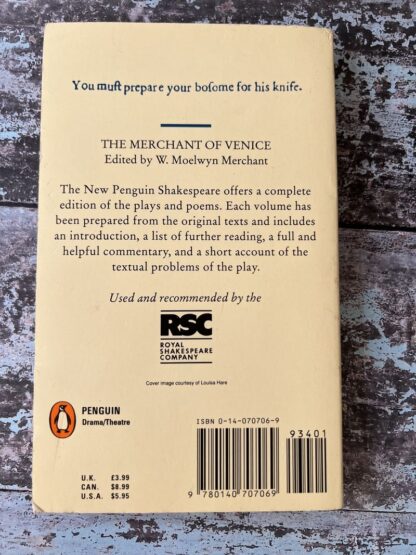 You muſt prepare your boſome for his knife.
THE MERCHANT OF VENICE
Edited by W. Moelwyn Merchant
The New Penguin Shakespeare offers a complete
edition of the plays and poems. Each volume has
been prepared from the original texts and includes
an introduction, a list of further reading, a full and
helpful commentary, and a short account of the
textual problems of the play.
Used and recommended by the
RSC
ROYAL
SHAKESPEARE
COMPANY
Cover image courtesy of Louisa Hare
PENGUIN
Drama/Theatre
U.K. £3.99
CAN. $8.99
U.S.A. $5.95
ISBN 0-14-070706-9
93401
9 780140 707069